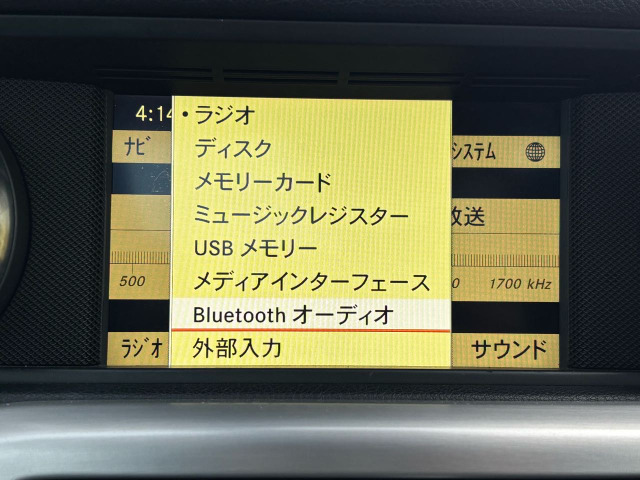 4:14
・ラジオ
ナビ
ディスク
システム
メモリーカード
ミュージックレジスター
放送
USB メモリー
メディアインターフェース
500
1700 kHz
Bluetooth オーディオ
ラジオ
外部入力
サウンド